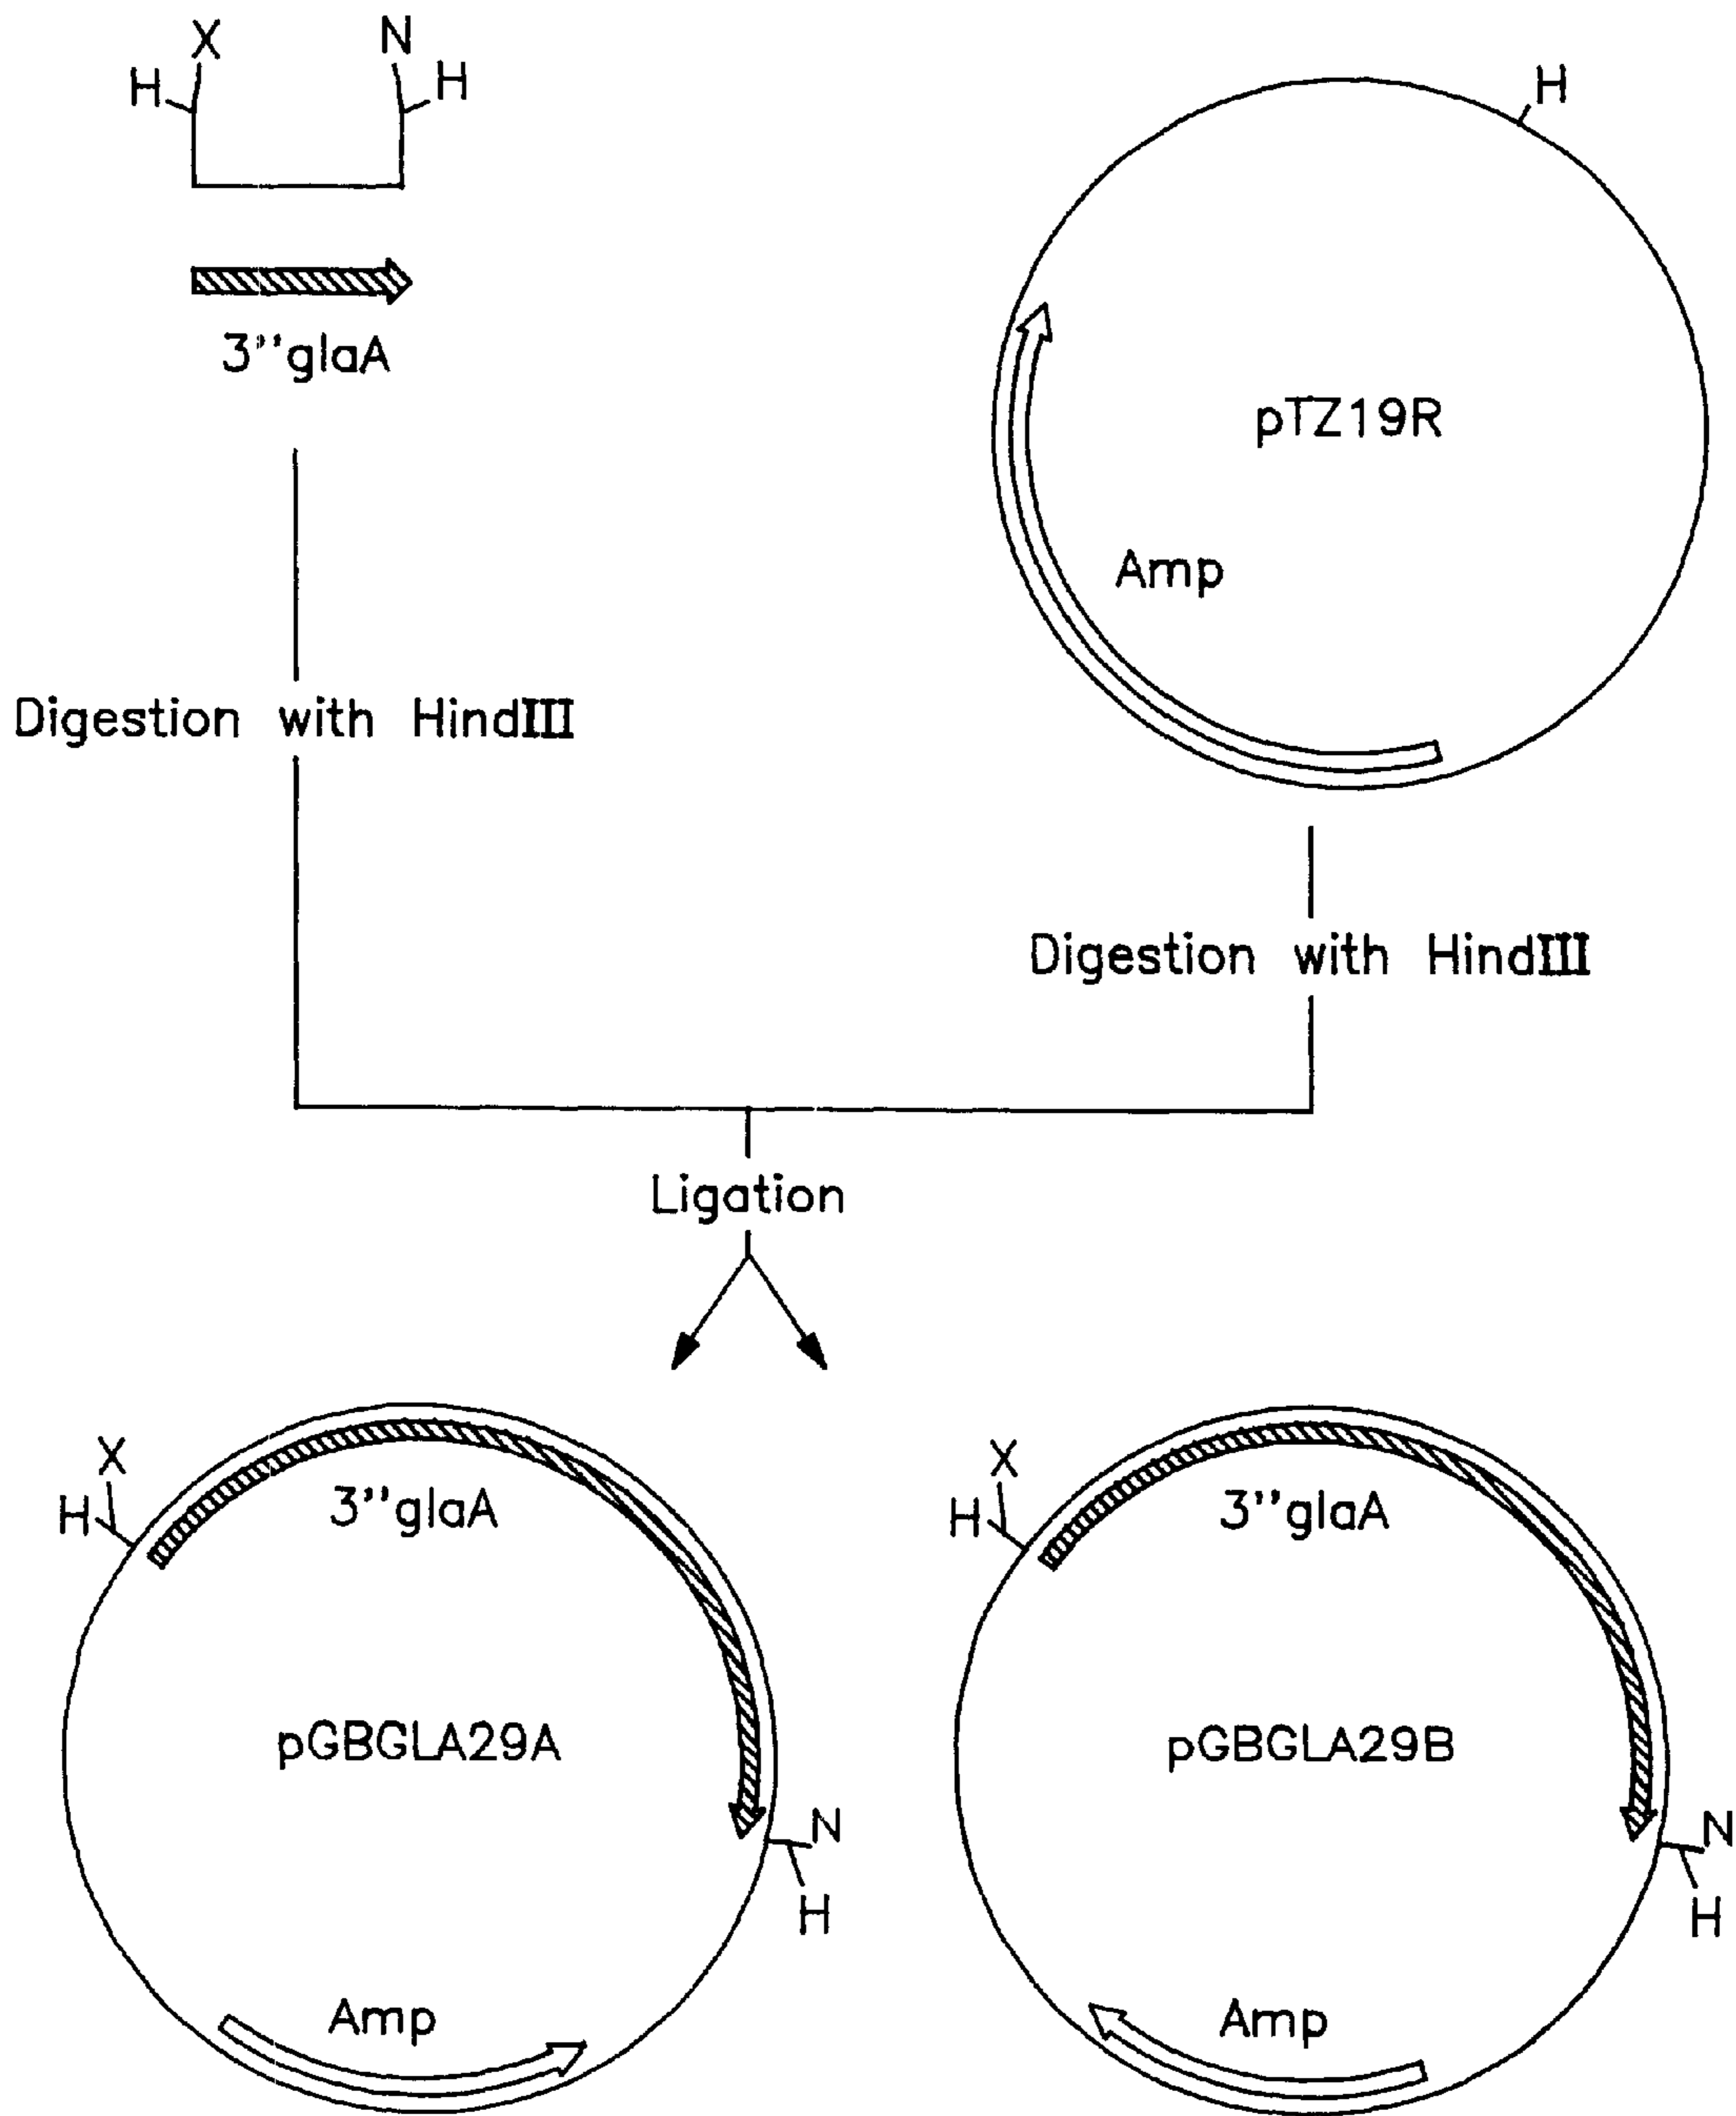 X
N
H
H
H
3''glaA
pTZ19R
Amp
Digestion with HindIII
Digestion with HindIII
Ligation
X
H
3''glaA
X
H
3''glaA
pGBGLA29A
pGBGLA29B
N
H
N
H
Amp
Amp